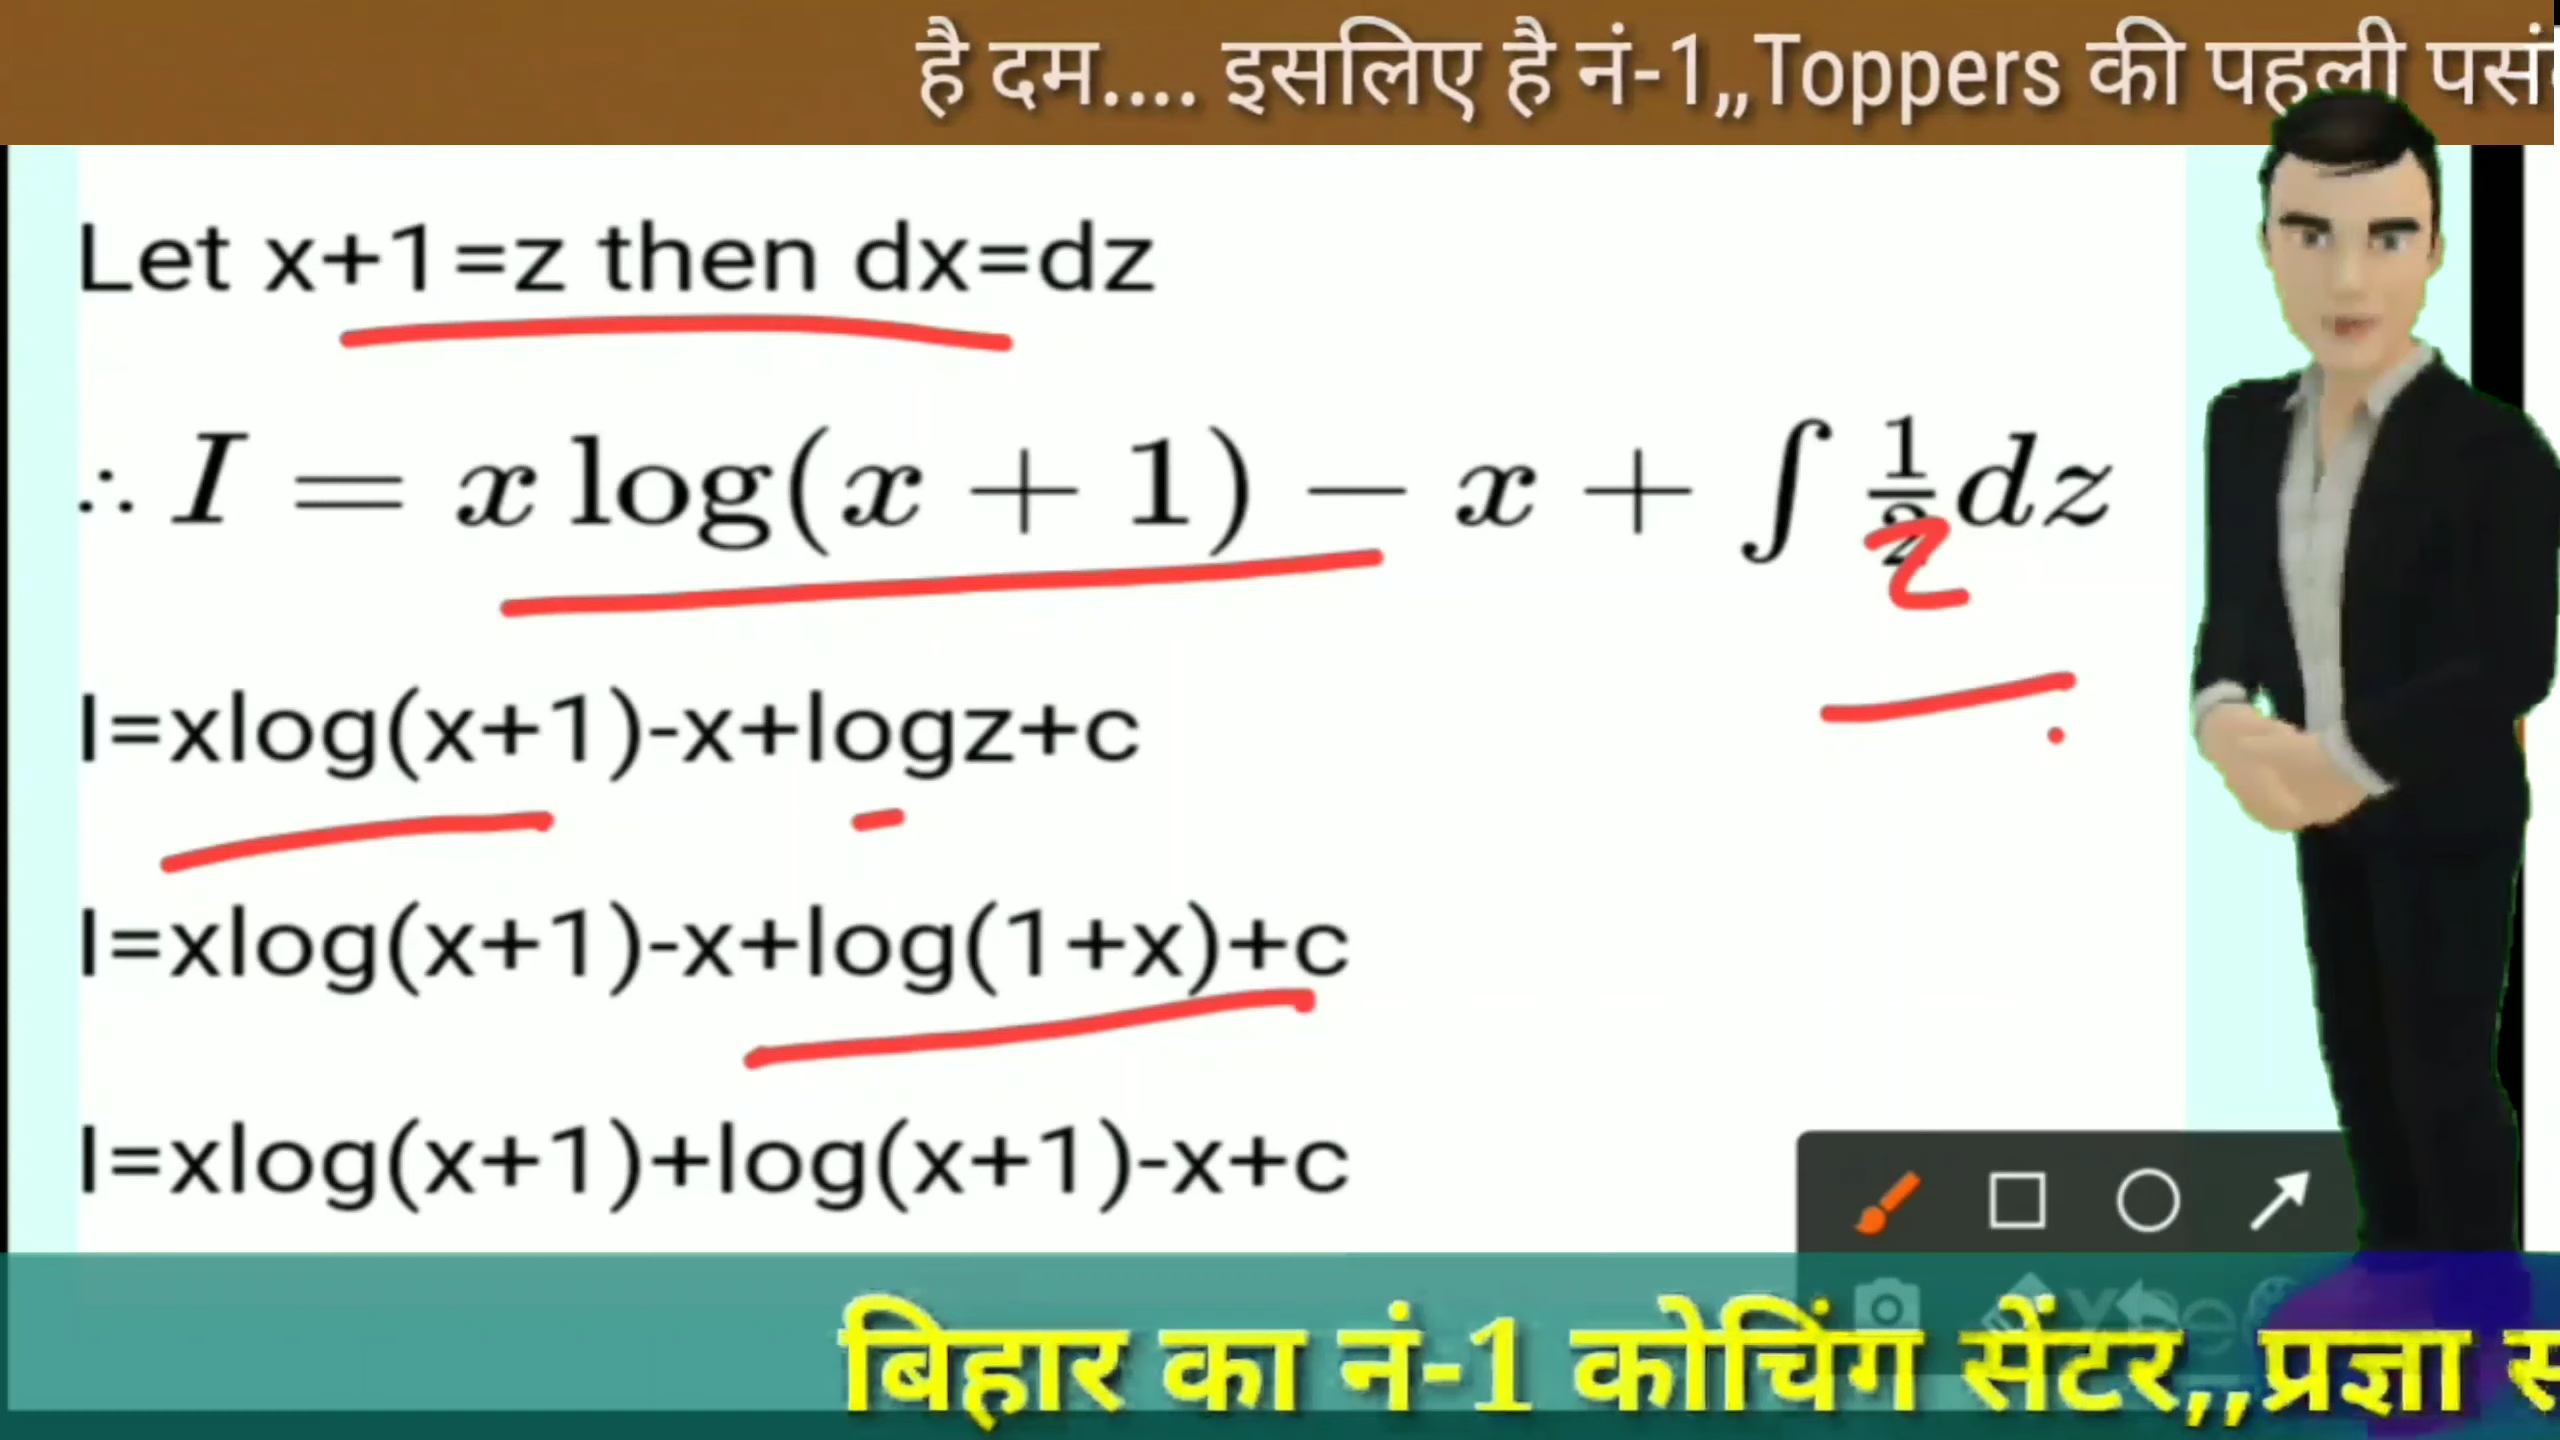 है दम.... इसलिए है नं-1,,Toppers की पहली
Let x+1=z then dx=dz
∴ I = x log(x + 1) − x + ∫ 1/2 dz
z
I=xlog(x+1)-x+logz+c
I=xlog(x+1)-x+log(1+x)+c
I=xlog(x+1)+log(x+1)-x+c
बिहार का नं-1 कोचिंग सेंटर,,प्रज्ञा